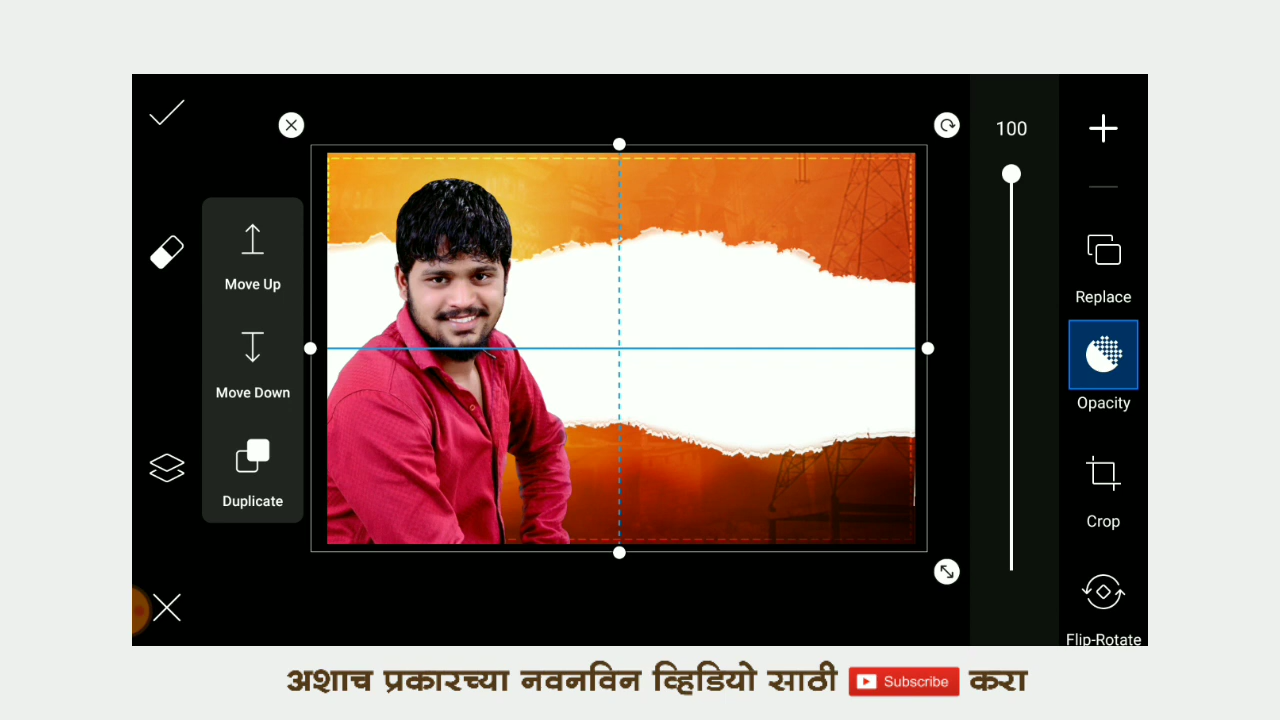 100
Move Up
Replace
Move Down
Opacity
Duplicate
Crop
Flip-Rotate
अशाच प्रकारच्या नवनविन व्हिडियो साठी Subscribe करा